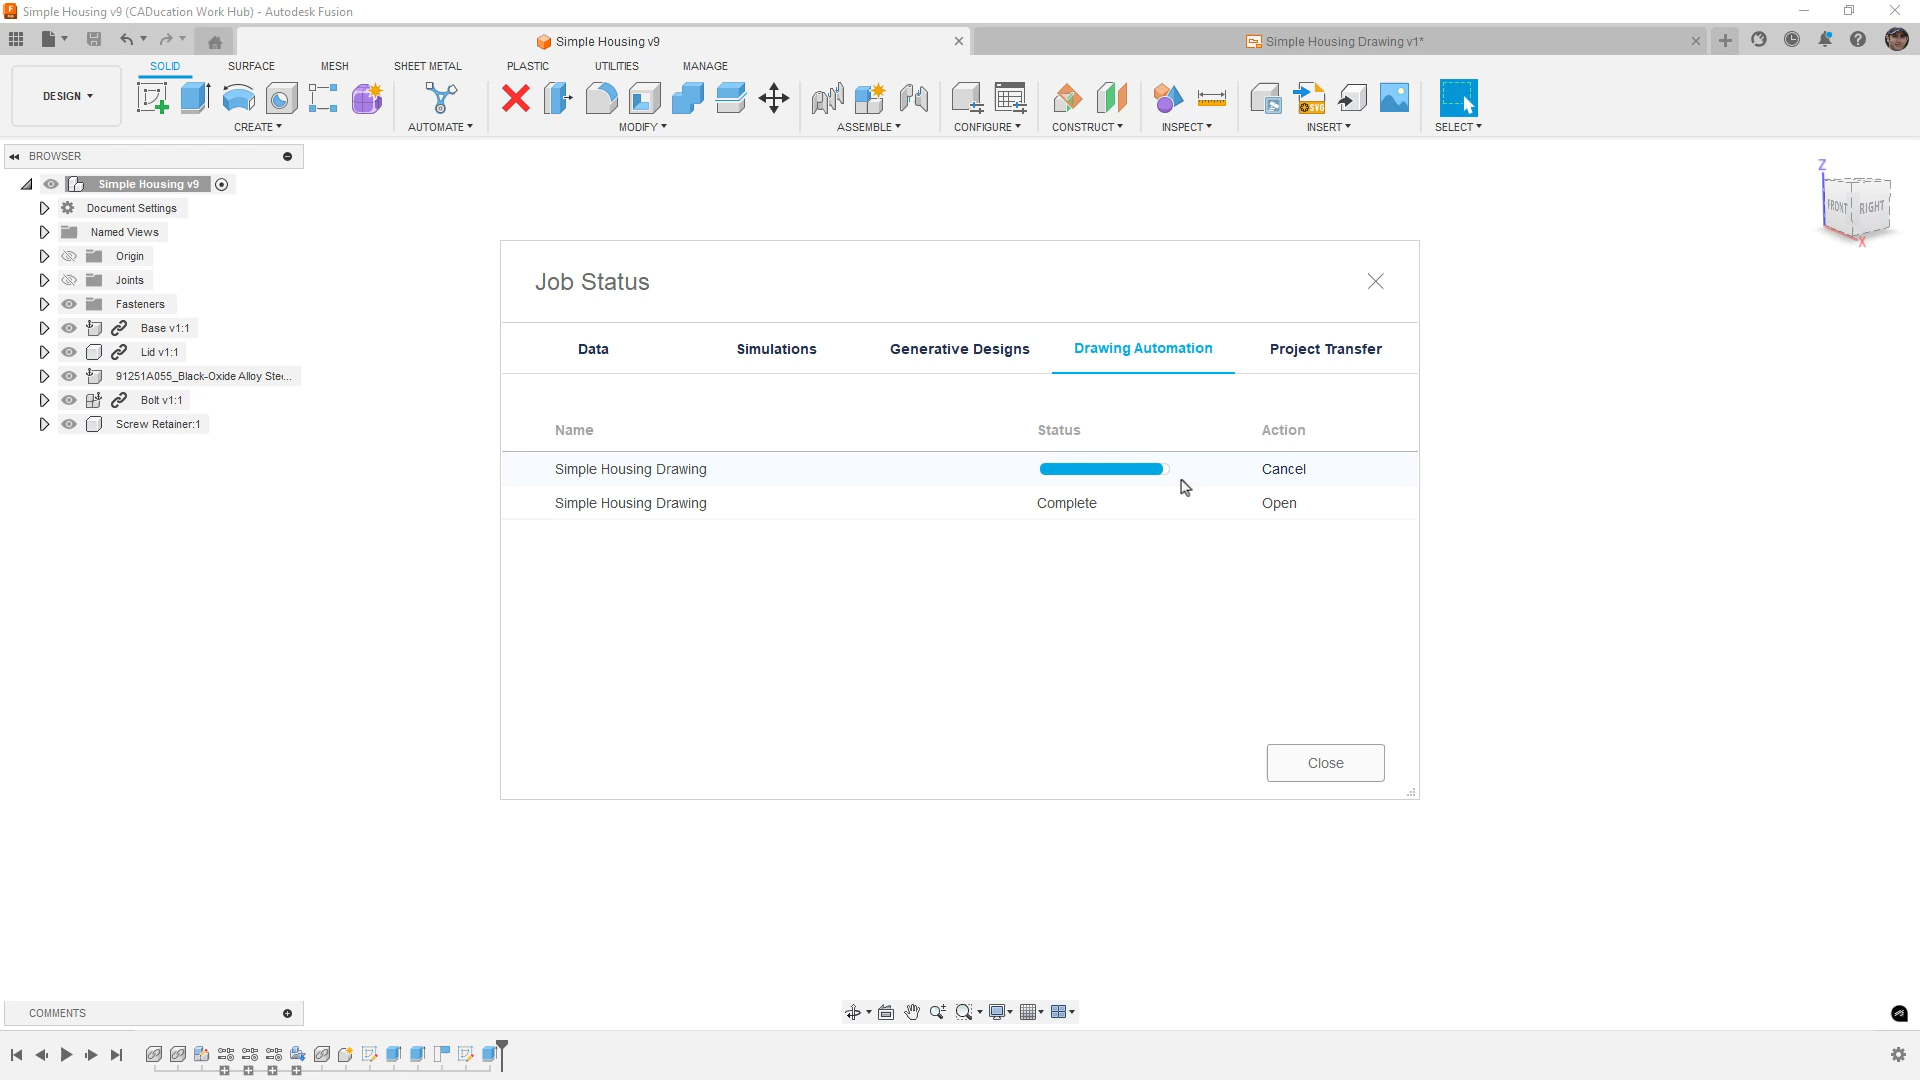 Simple Housing v9 (CADucation Work Hub) - Autodesk Fusion
Simple Housing v9
Simple Housing Drawing v1*
SOLID SURFACE MESH SHEET METAL PLASTIC UTILITIES MANAGE
DESIGN
CREATE AUTOMATE MODIFY ASSEMBLE CONFIGURE CONSTRUCT INSPECT INSERT SELECT
SVG
BROWSER
Simple Housing v9
Document Settings
Named Views
Origin
Joints
Fasteners
Base v1:1
Lid v1:1
91251A055_Black-Oxide Alloy Stee...
Bolt v1:1
Screw Retainer:1
Z
FRONT RIGHT
X
Job Status
Data Simulations Generative Designs Drawing Automation Project Transfer
Name Status Action
Simple Housing Drawing Cancel
Simple Housing Drawing Complete Open
Close
COMMENTS